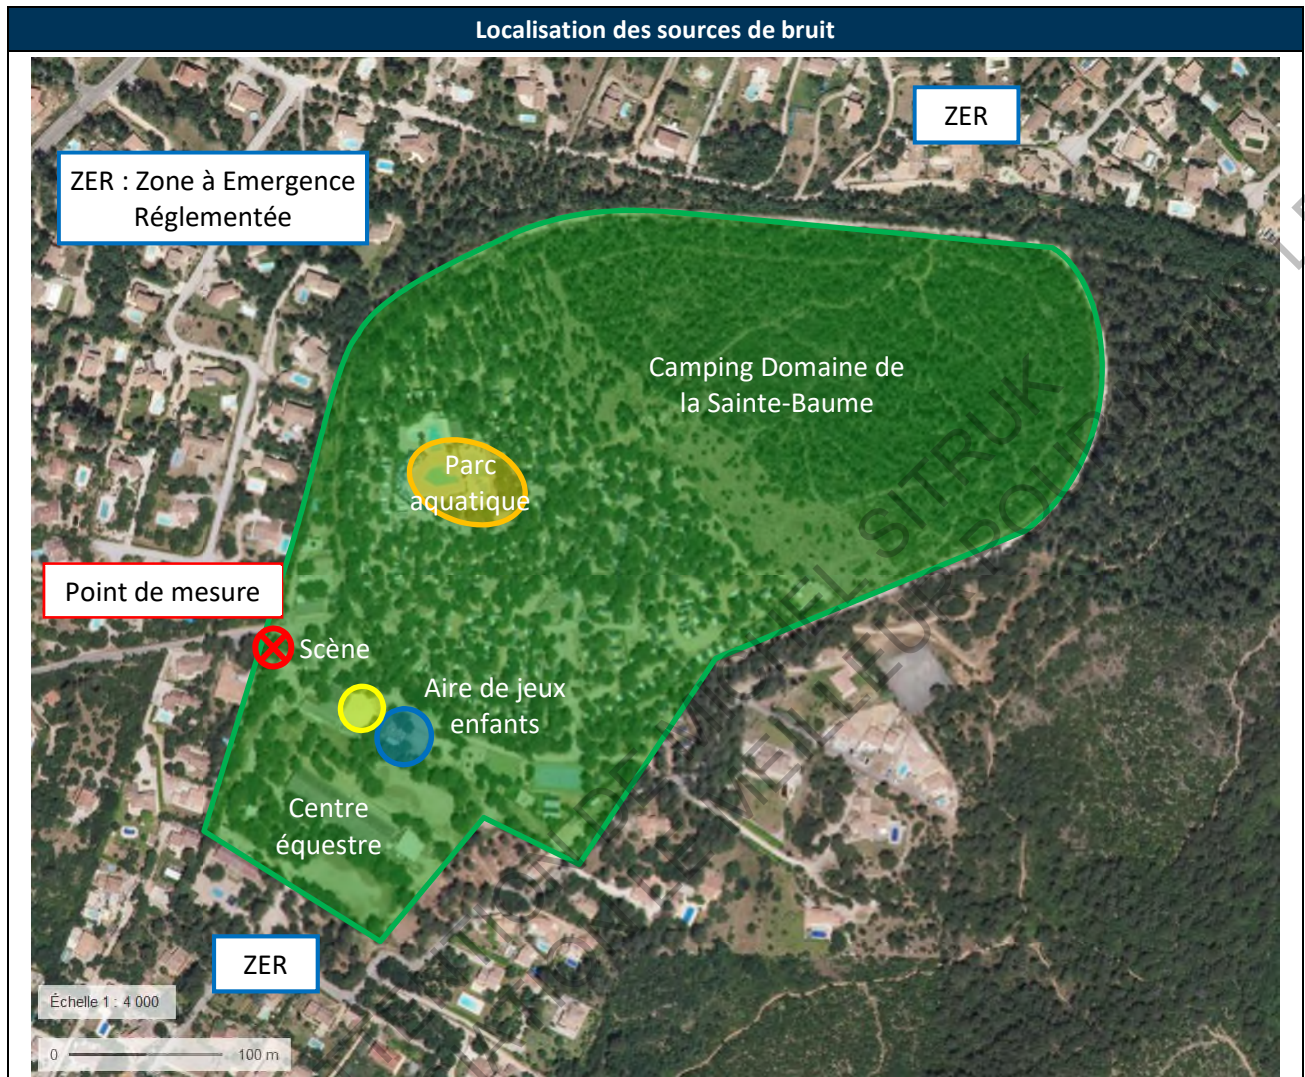 Localisation des sources de bruit
ZER
ZER : Zone à Emergence
Réglementée
Camping Domaine de
la Sainte-Baume
Parc
aquatique
Point de mesure
Scène
Aire de jeux
enfants
Centre
équestre
ZER
Échelle 1 : 4 000
0 100 m
SITRUK